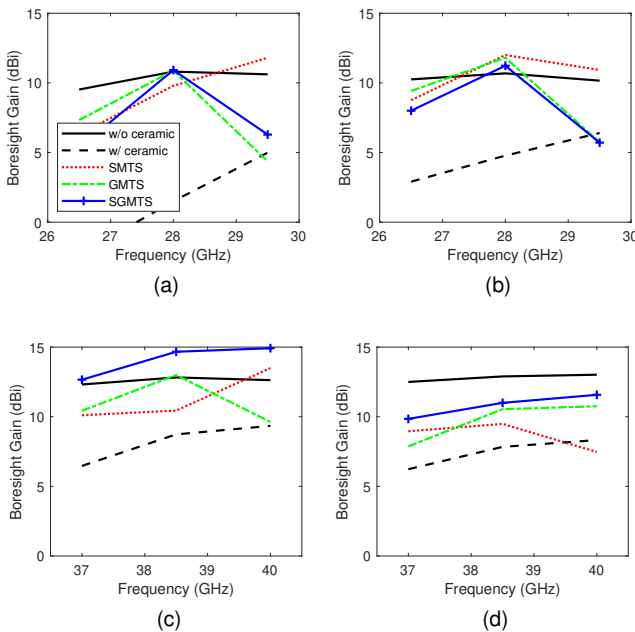 15
10
5
0
Boresight Gain (dBi)
w/o ceramic
w/ ceramic
SMTS
GMTS
SGMTS
26 27 28 29 30
Frequency (GHz)
(a)
15
10
5
0
Boresight Gain (dBi)
26 27 28 29 30
Frequency (GHz)
(b)
15
10
5
0
Boresight Gain (dBi)
37 38 39 40
Frequency (GHz)
(c)
15
10
5
0
Boresight Gain (dBi)
37 38 39 40
Frequency (GHz)
(d)